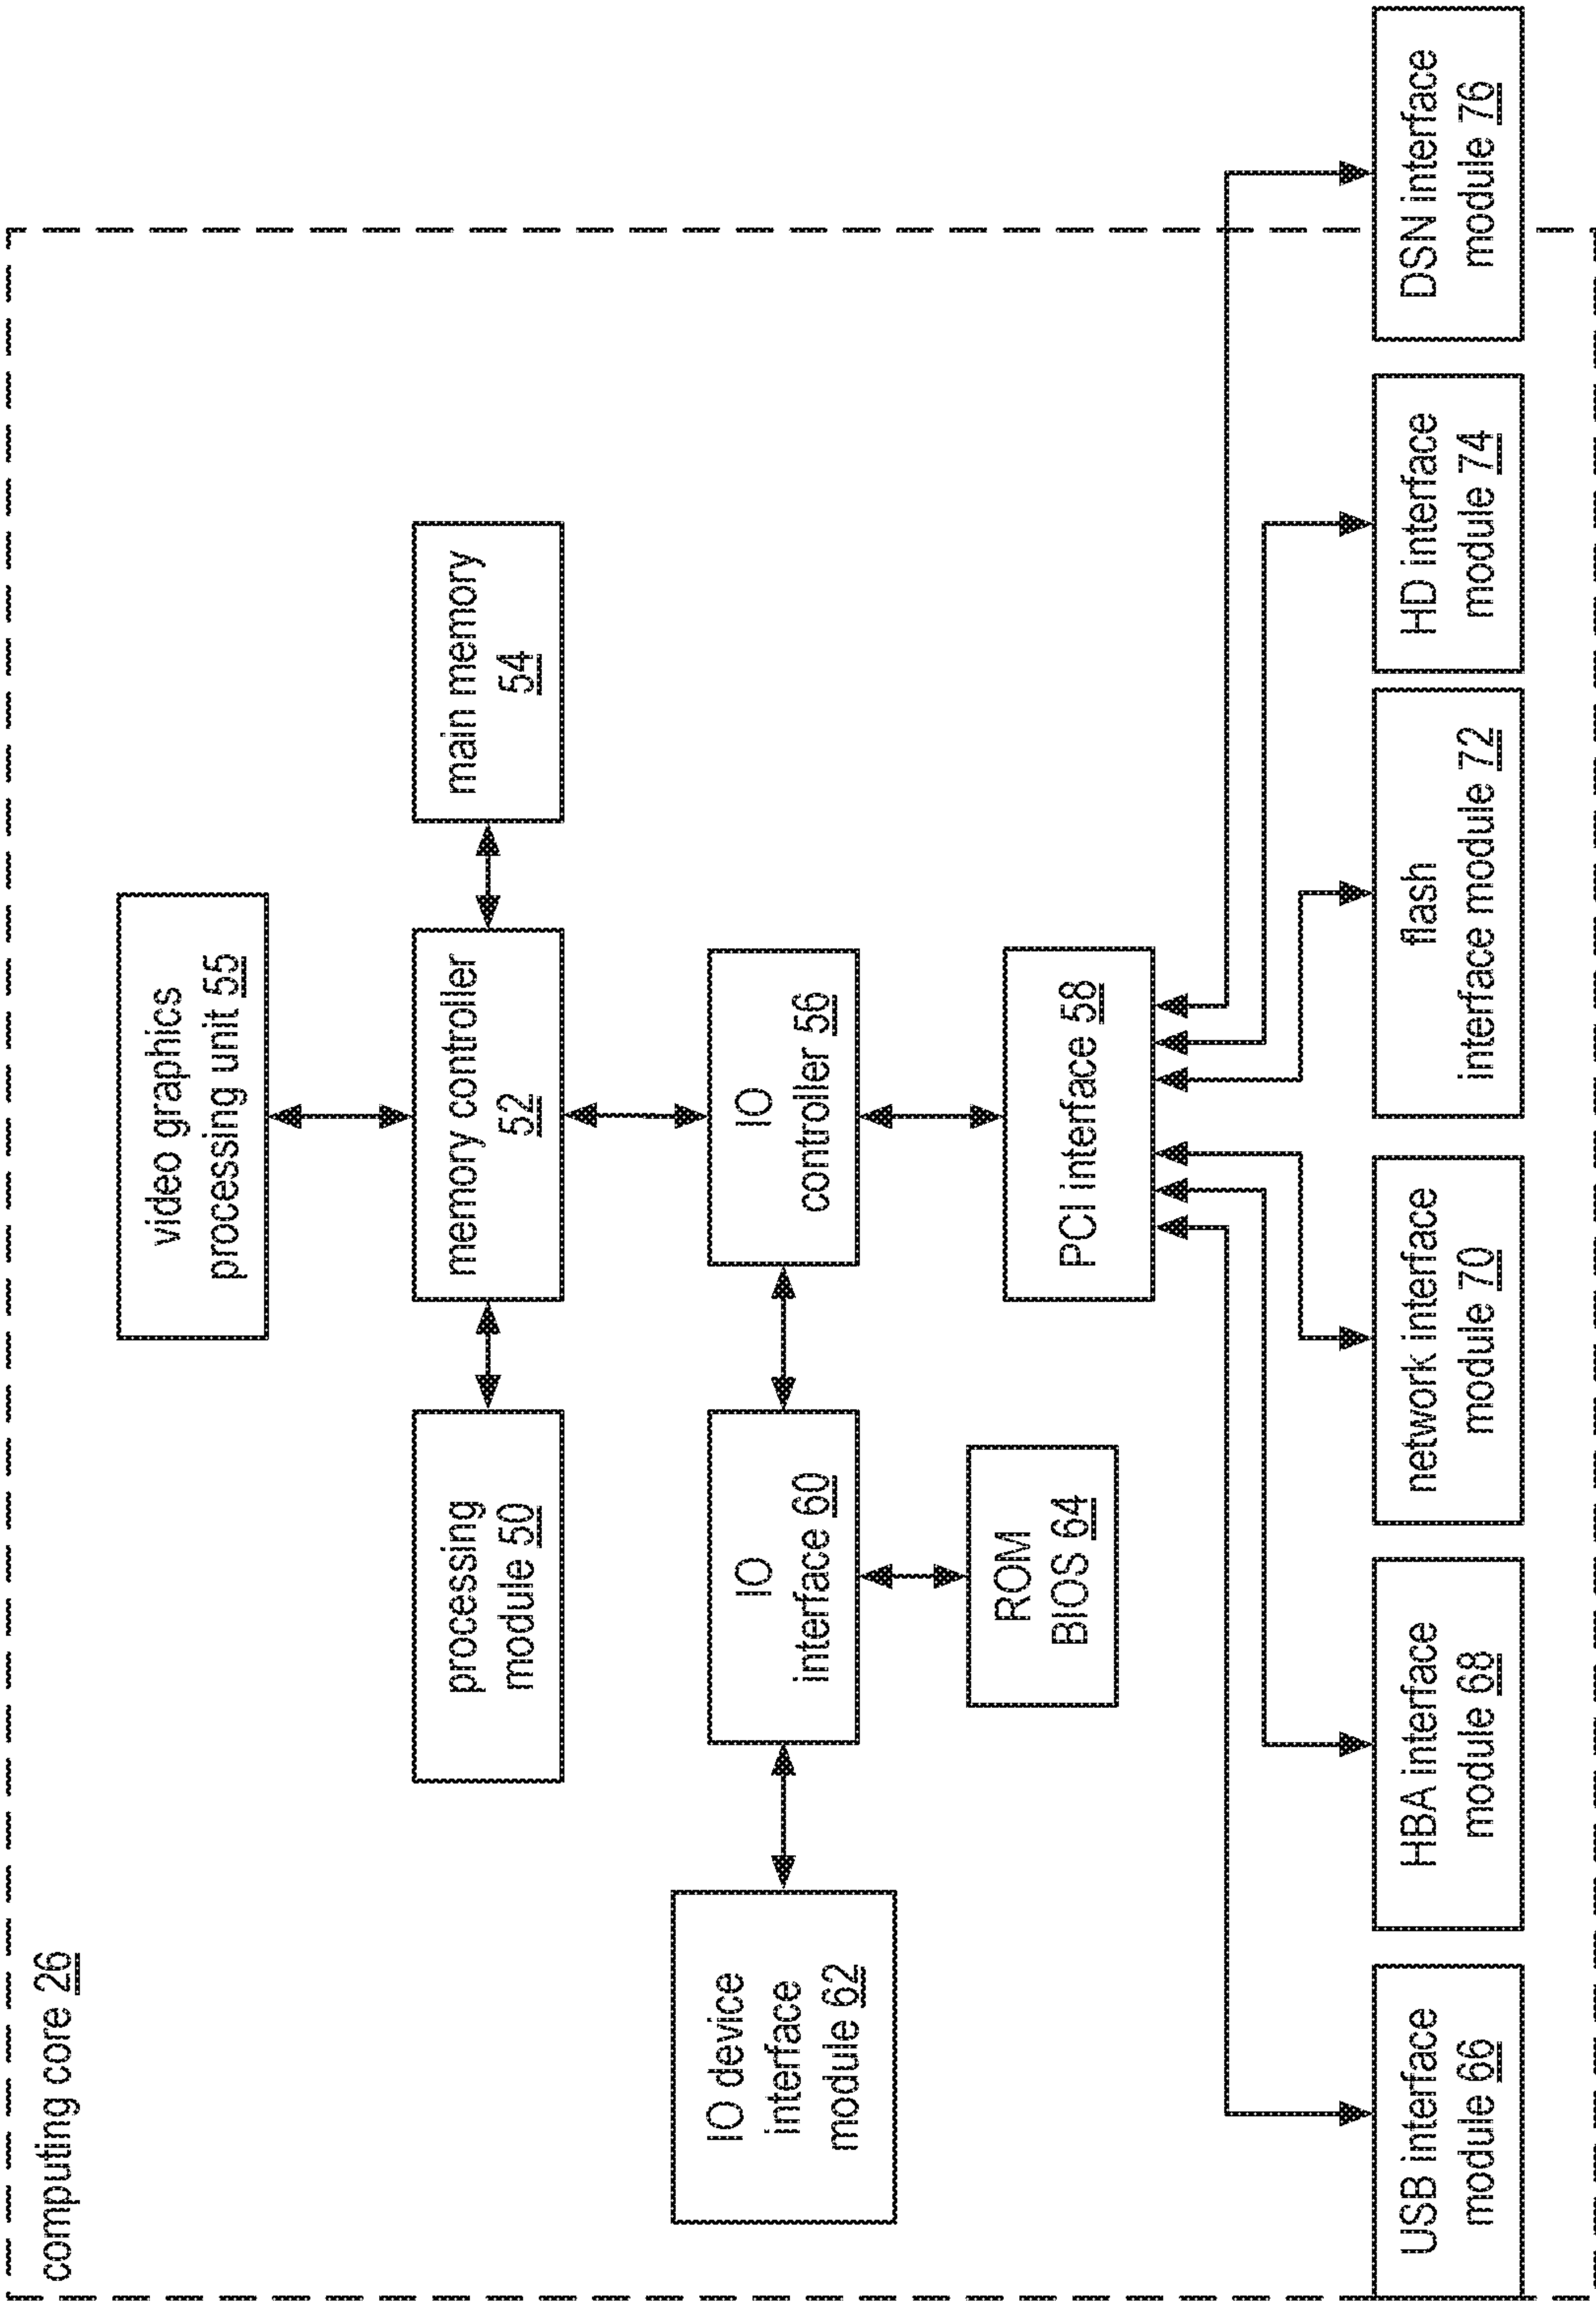 computing core 26
video graphics
processing unit 55
processing
module 50
memory controller
52
main memory
54
IO device
interface
module 62
IO
interface 60
IO
controller 56
ROM
BIOS 64
PCI interface 58
USB interface
module 66
HBA interface
module 68
network interface
module 70
flash
interface module 72
HD interface
module 74
DSN interface
module 76